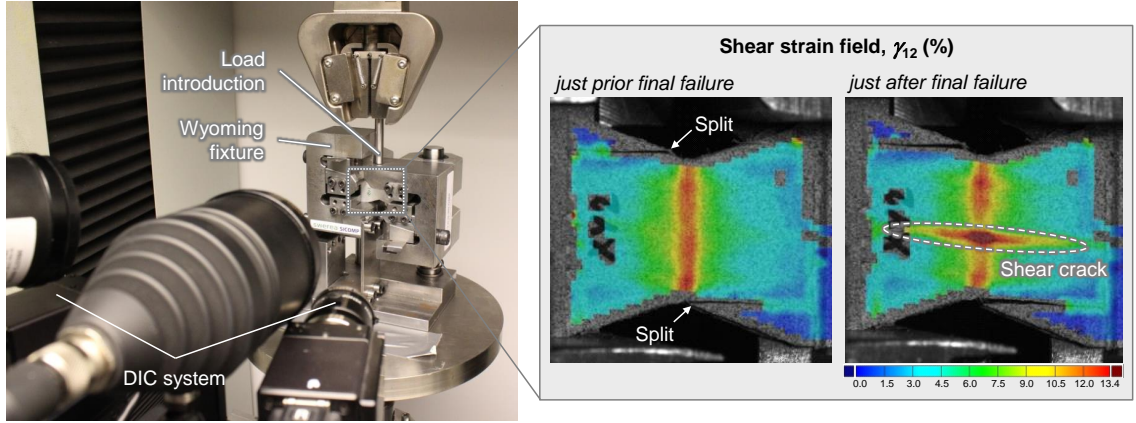 Load
introduction
Wyoming
fixture
DIC system
SICOMP
Shear strain field, γ12 (%)
just prior final failure
just after final failure
Split
Split
Shear crack
0.0 1.5 3.0 4.5 6.0 7.5 9.0 10.5 12.0 13.4